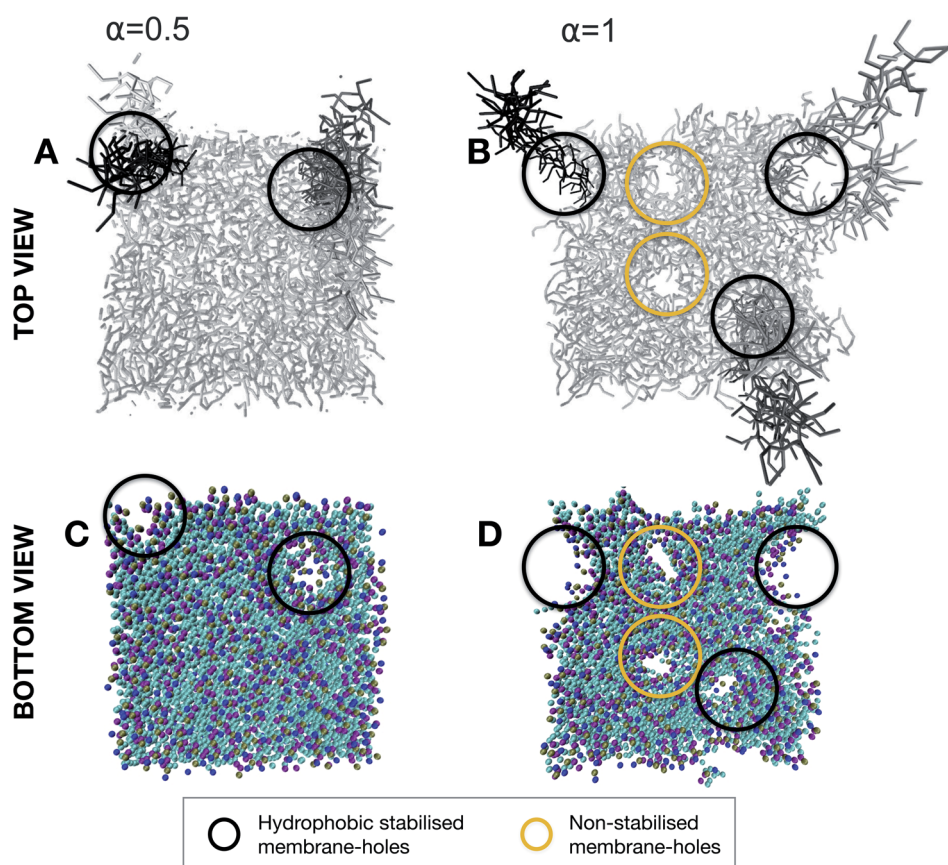 α=0.5
α=1
A
B
TOP VIEW
C
D
BOTTOM VIEW
Hydrophobic stabilised
membrane-holes
Non-stabilised
membrane-holes